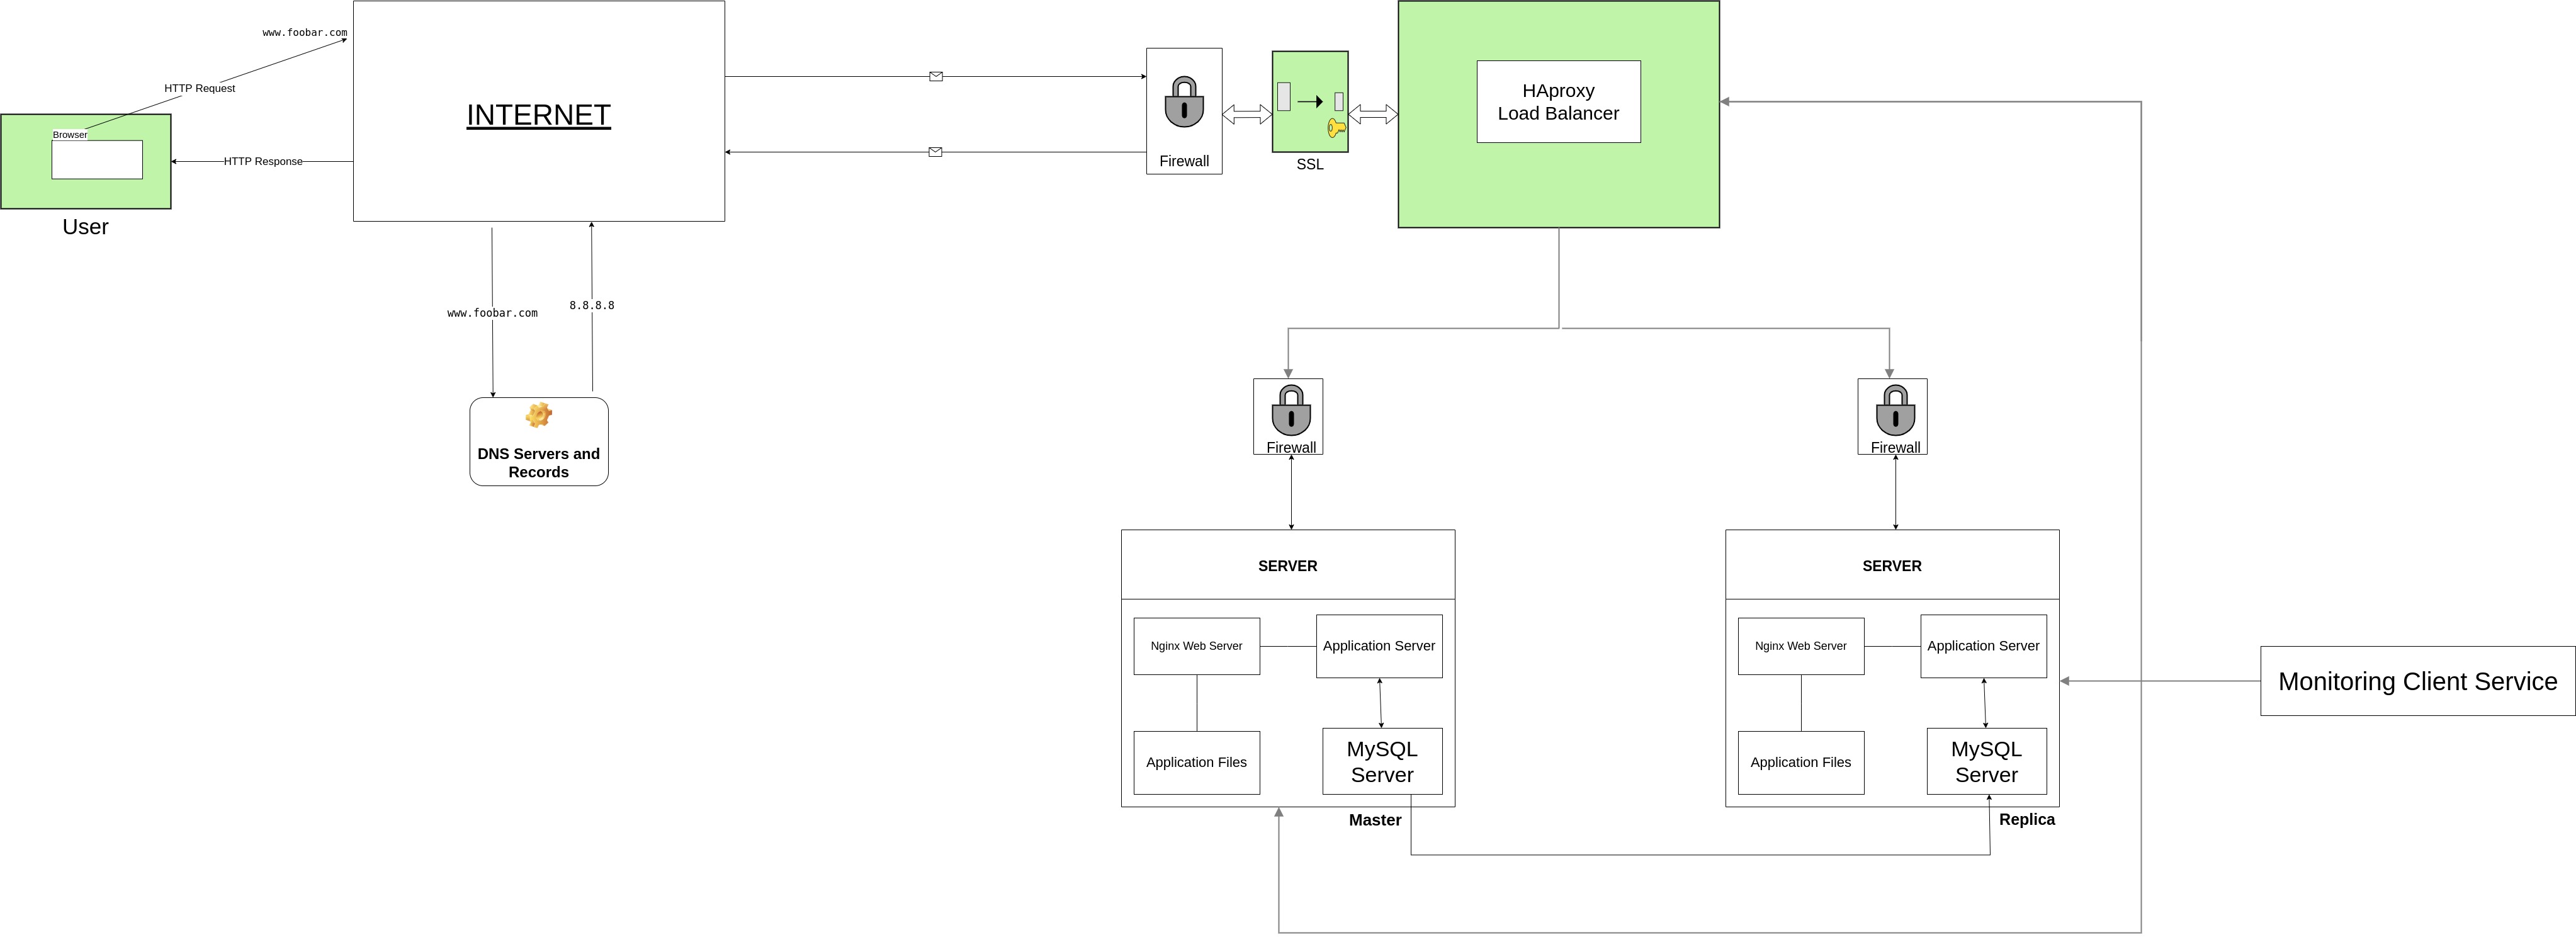 www.foobar.com
HTTP Request
Browser
HTTP Response
User
INTERNET
www.foobar.com
8.8.8.8
DNS Servers and
Records
Firewall
SSL
HAproxy
Load Balancer
Firewall
Firewall
SERVER
Nginx Web Server
Application Server
Application Files
MySQL
Server
Master
SERVER
Nginx Web Server
Application Server
Application Files
MySQL
Server
Replica
Monitoring Client Service